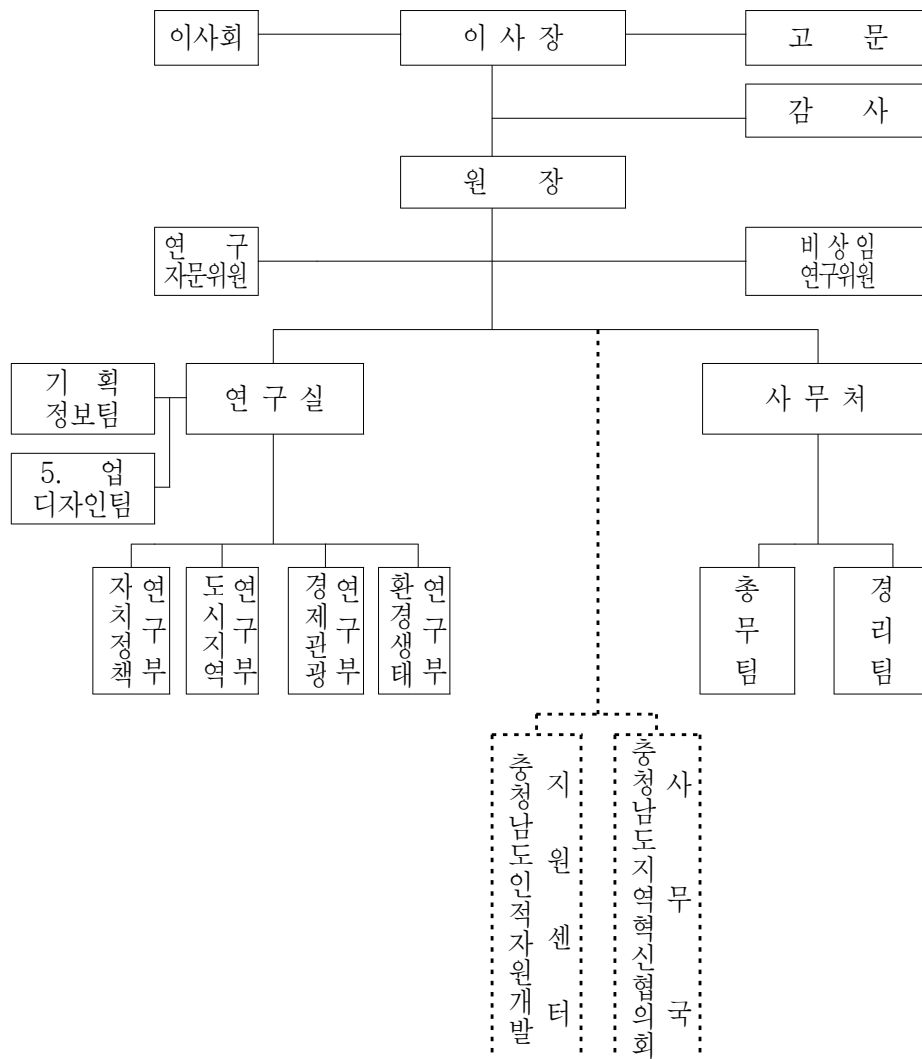 이사회
이 사 장
고 문
감 사
원 장
연 구
자문위원
비 상 임
연구위원
기 획
정보팀
연 구 실
사 무 처
5. 업
디자인팀
자치정책
연구부
도시지역
연구부
경제관광
연구부
환경생태
연구부
총무팀
경리팀
충청남도인적자원개발
지원센터
충청남도지역혁신협의회
사무국